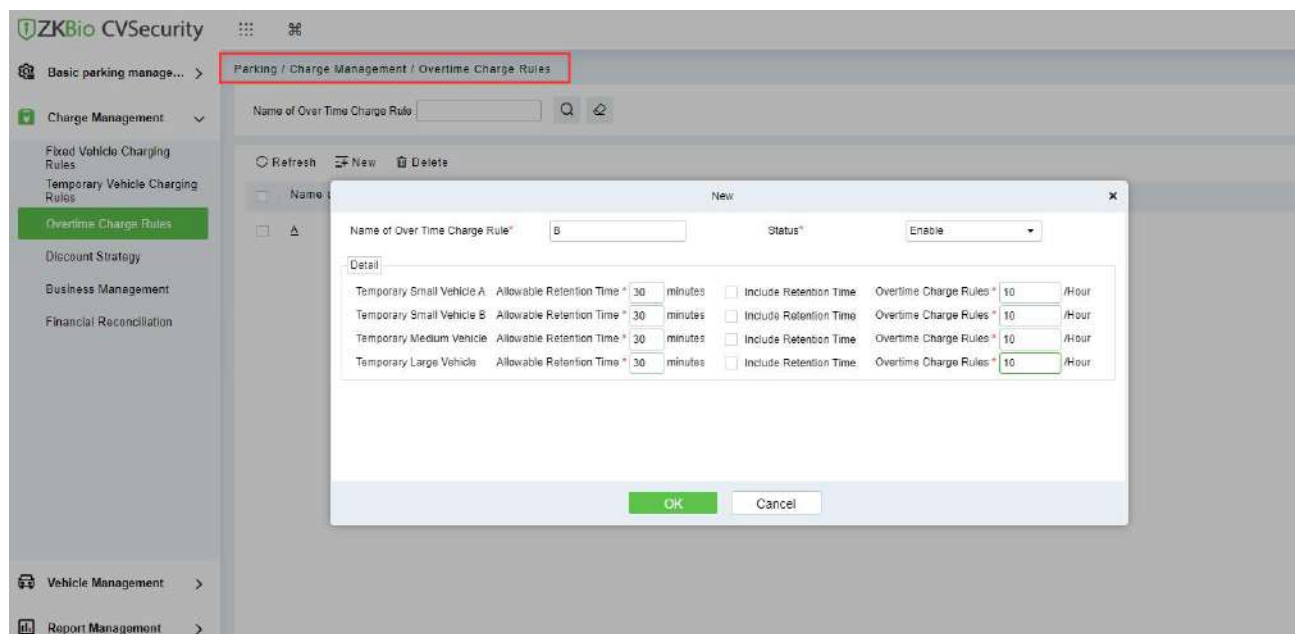 ZKBio CVSecurity
Basic parking manage... >
Charge Management
Fixed Vehicle Charging
Rules
Temporary Vehicle Charging
Rules
Overtime Charge Rules
Discount Strategy
Business Management
Financial Reconciliation
Vehicle Management >
Report Management >
Parking / Charge Management / Overtime Charge Rules
Name of Over Time Charge Rule
Refresh New Delete
Name
A
New
Name of Over Time Charge Rule* B Status* Enable
Detail
Temporary Small Vehicle A Allowable Retention Time * 30 minutes Include Retention Time Overtime Charge Rules * 10 /Hour
Temporary Small Vehicle B Allowable Retention Time * 30 minutes Include Retention Time Overtime Charge Rules * 10 /Hour
Temporary Medium Vehicle Allowable Retention Time * 30 minutes Include Retention Time Overtime Charge Rules * 10 /Hour
Temporary Large Vehicle Allowable Retention Time * 30 minutes Include Retention Time Overtime Charge Rules * 10 /Hour
OK Cancel